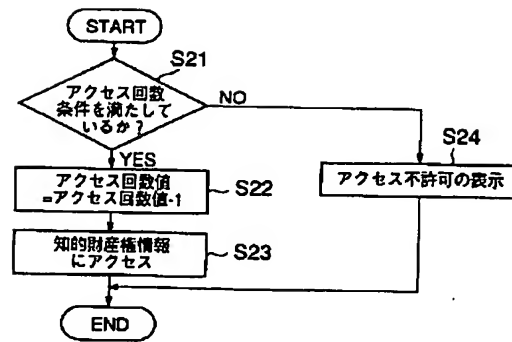 START
S21
アクセス回数
条件を満たして
いるか?
NO
YES
S24
アクセス不許可の表示
アクセス回数値
=アクセス回数値-1
S22
知的財産権情報
にアクセス
S23
END